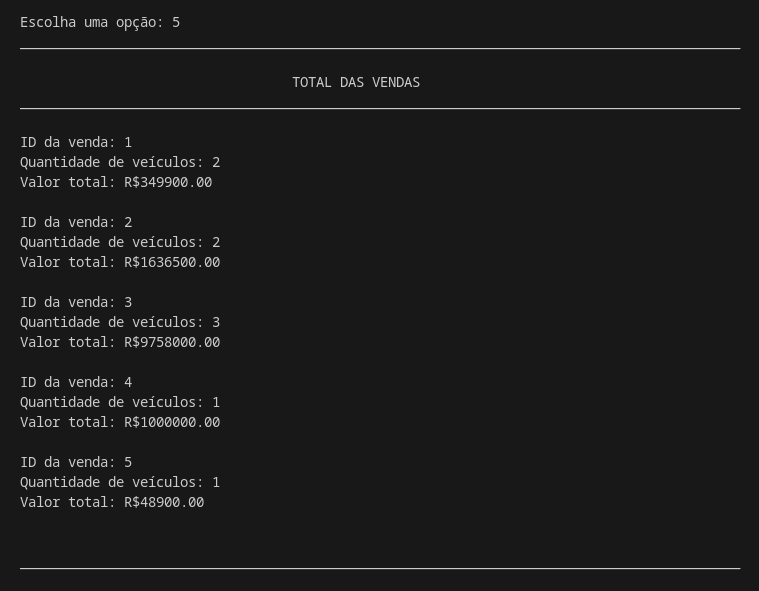 Escolha uma opção: 5
TOTAL DAS VENDAS
ID da venda: 1
Quantidade de veículos: 2
Valor total: R$349900.00
ID da venda: 2
Quantidade de veículos: 2
Valor total: R$1636500.00
ID da venda: 3
Quantidade de veículos: 3
Valor total: R$9758000.00
ID da venda: 4
Quantidade de veículos: 1
Valor total: R$1000000.00
ID da venda: 5
Quantidade de veículos: 1
Valor total: R$48900.00